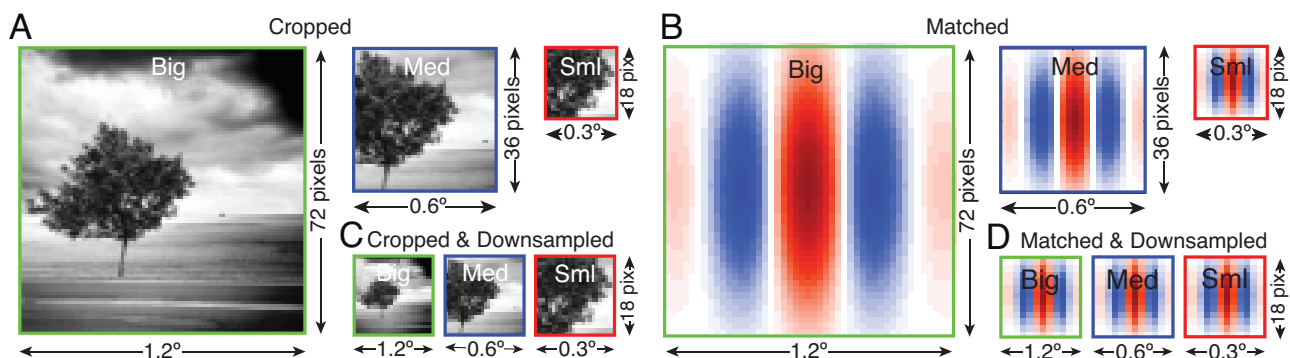 A
Cropped
Big
72 pixels
1.2º
Med
36 pixels
0.6º
Sml
18 pix
0.3º
B
Matched
Big
72 pixels
1.2º
Med
36 pixels
0.6º
Sml
18 pix
0.3º
C
Cropped & Downsampled
Big
Med
Sml
18 pix
1.2º
0.6º
0.3º
D
Matched & Downsampled
Big
Med
Sml
18 pix
1.2º
0.6º
0.3º